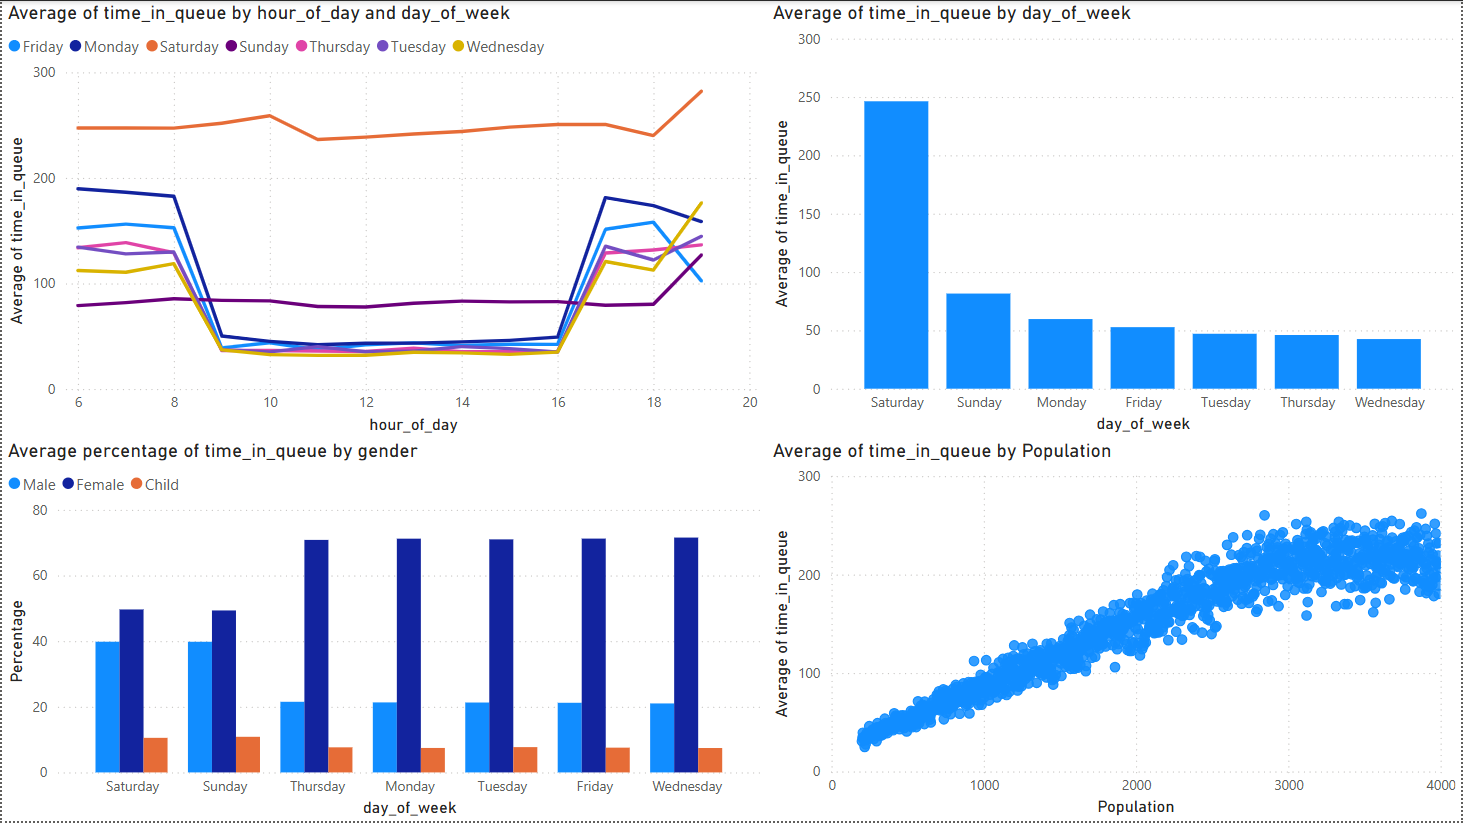 Average of time_in_queue by hour_of_day and day_of_week
Friday Monday Saturday Sunday Thursday Tuesday Wednesday
300
200
100
0
Average of time_in_queue
6 8 10 12 14 16 18 20
hour_of_day
Average of time_in_queue by day_of_week
300
250
200
150
100
50
0
Average of time_in_queue
Saturday Sunday Monday Friday Tuesday Thursday Wednesday
day_of_week
Average percentage of time_in_queue by gender
Male Female Child
80
60
40
20
0
Percentage
Saturday Sunday Thursday Monday Tuesday Friday Wednesday
day_of_week
Average of time_in_queue by Population
300
200
100
0
Average of time_in_queue
0 1000 2000 3000 4000
Population